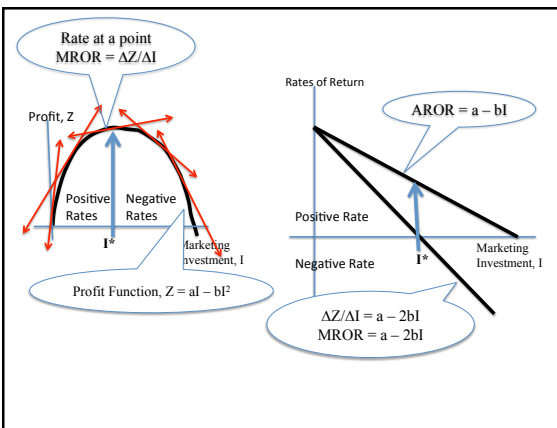 Rate at a point
MROR = ΔZ/ΔI
Profit, Z
Positive Negative
Rates Rates
I*
Marketing
Investment, I
Profit Function, Z = aI – bI²
Rates of Return
AROR = a – bI
Positive Rate
I*
Marketing
Investment, I
Negative Rate
ΔZ/ΔI = a – 2bI
MROR = a – 2bI